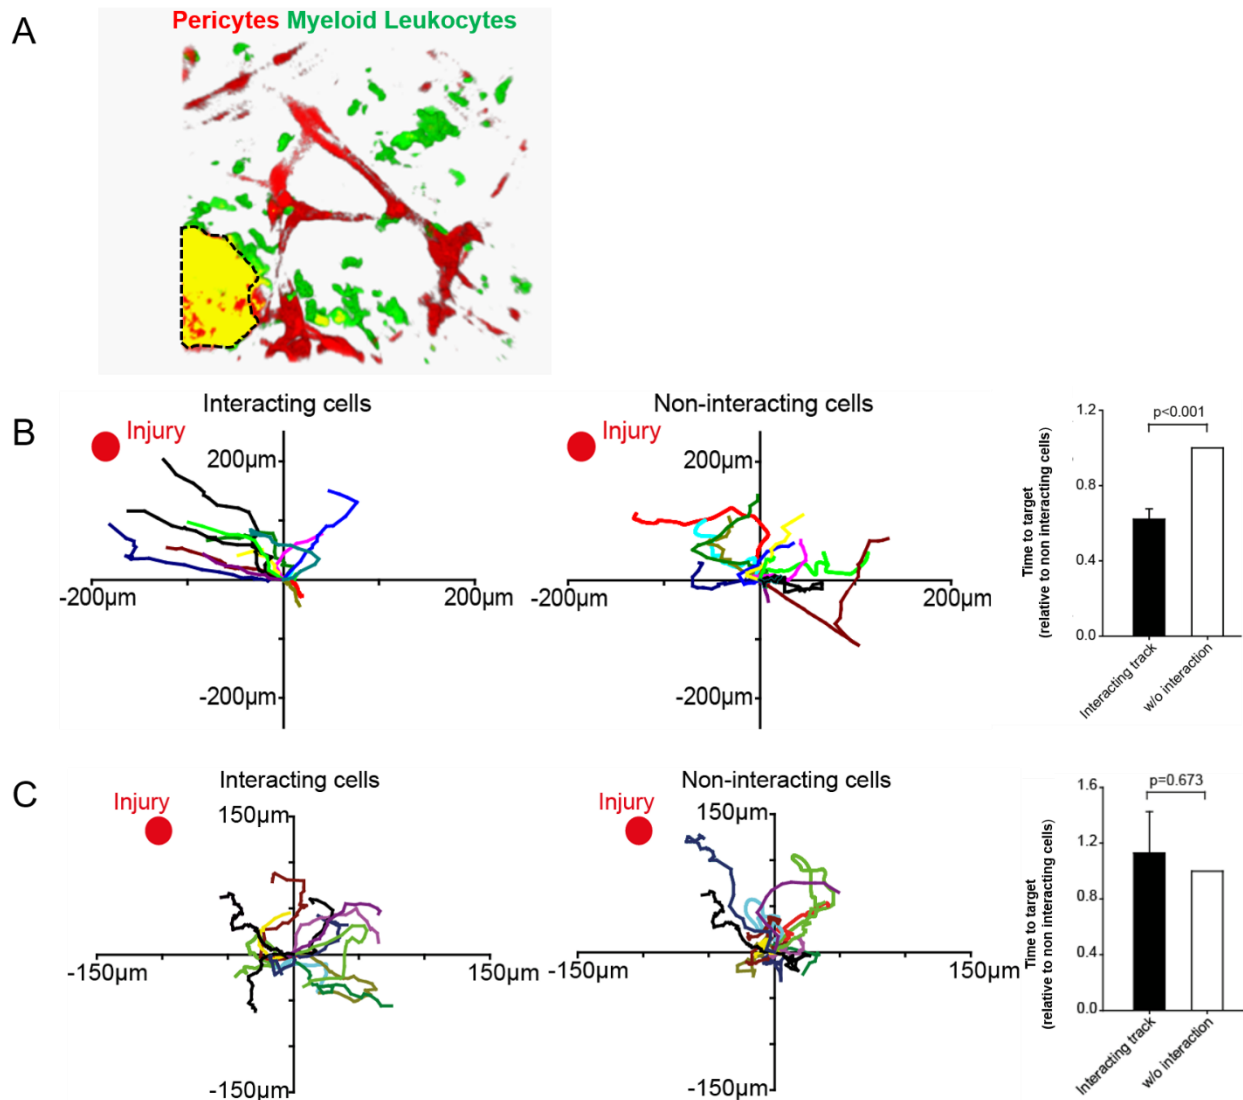 A
Pericytes Myeloid Leukocytes
B
Interacting cells
Injury
200µm
-200µm
200µm
-200µm
Non-interacting cells
Injury
200µm
-200µm
200µm
-200µm
Time to target
(relative to non interacting cells)
1.2
0.8
0.4
0.0
p<0.001
Interacting track
w/o interaction
C
Interacting cells
Injury
150µm
-150µm
150µm
-150µm
Non-interacting cells
Injury
150µm
-150µm
150µm
-150µm
Time to target
(relative to non interacting cells)
1.6
1.2
0.8
0.4
0.0
p=0.673
Interacting track
w/o interaction